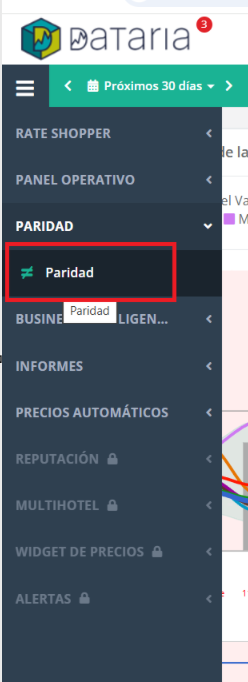 Dataria
3
Próximos 30 días
RATE SHOPPER
de la
PANEL OPERATIVO
el Va
M
PARIDAD
Paridad
Paridad
BUSINE LIGEN...
INFORMES
PRECIOS AUTOMÁTICOS
REPUTACIÓN
MULTIHOTEL
WIDGET DE PRECIOS
ALERTAS